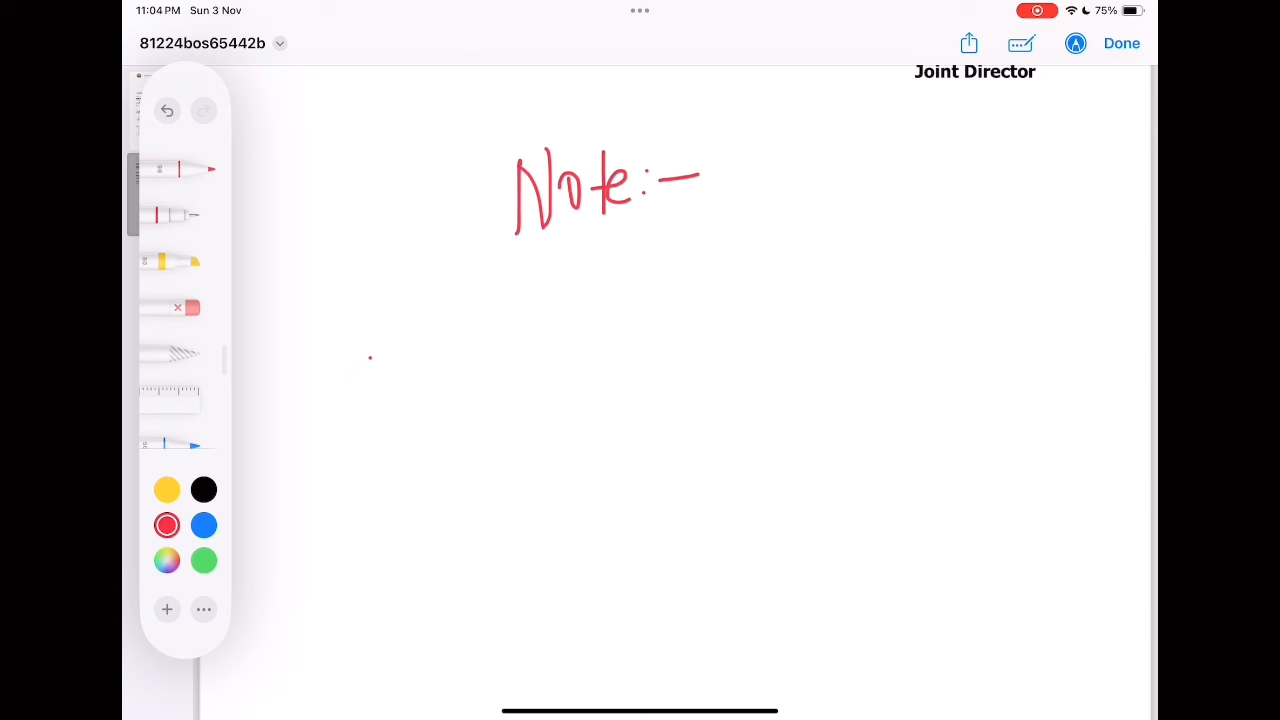 11:04 PM Sun 3 Nov 75%
81224bos65442b Done
Joint Director
Note:-